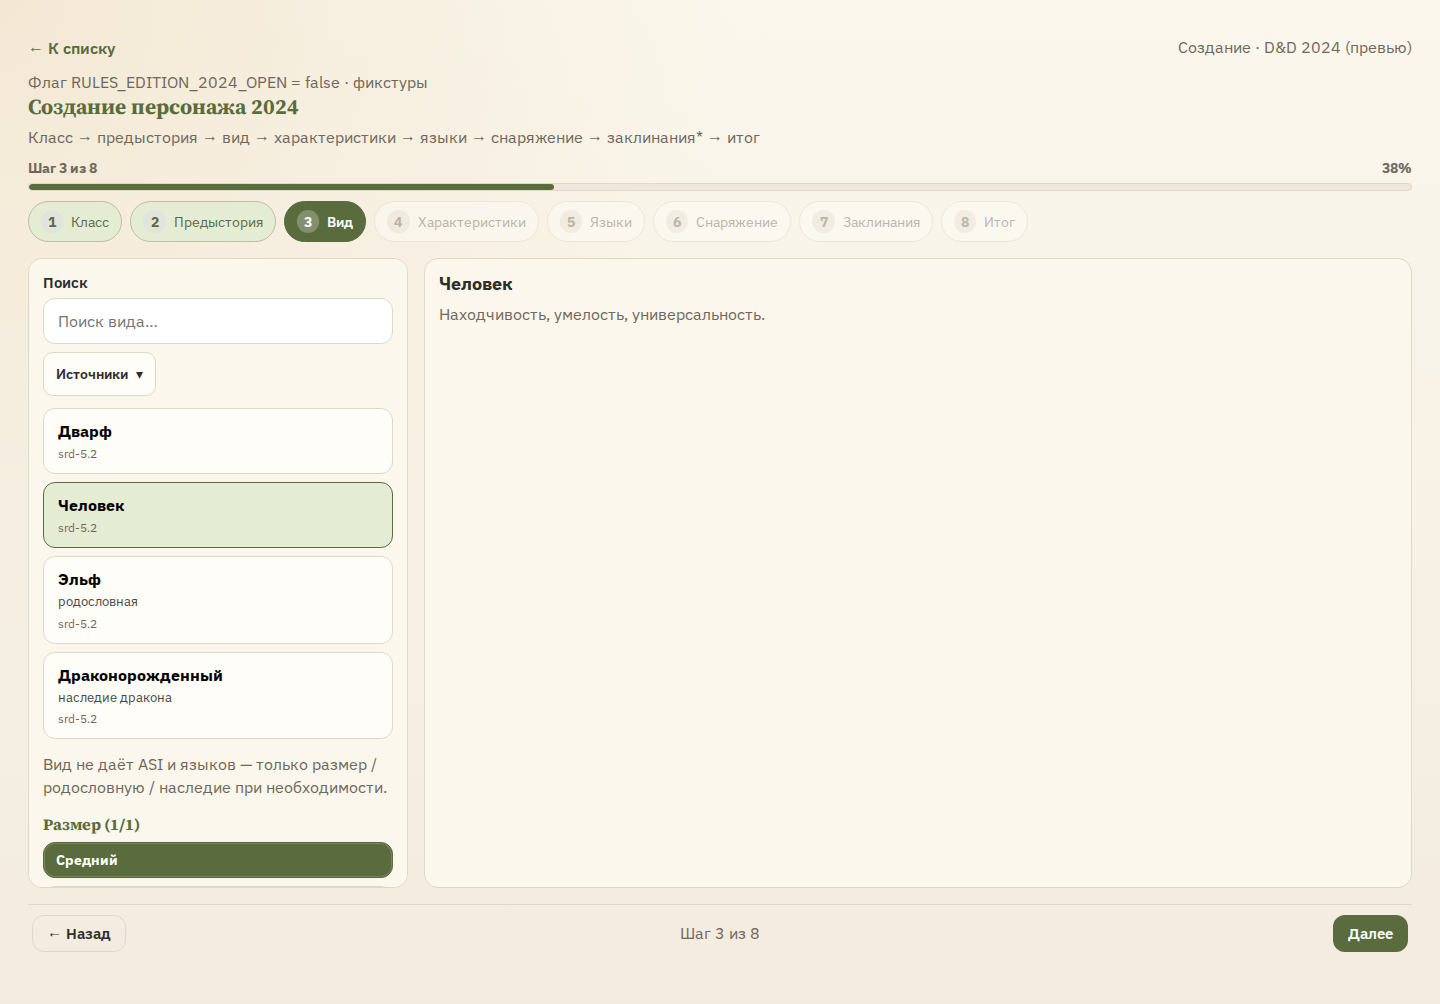 ← К списку
Создание · D&D 2024 (превью)
Флаг RULES_EDITION_2024_OPEN = false · фикстуры
Создание персонажа 2024
Класс → предыстория → вид → характеристики → языки → снаряжение → заклинания* → итог
Шаг 3 из 8
38%
1 Класс
2 Предыстория
3 Вид
4 Характеристики
5 Языки
6 Снаряжение
7 Заклинания
8 Итог
Поиск
Поиск вида...
Источники ▾
Дварф
srd-5.2
Человек
srd-5.2
Эльф
родословная
srd-5.2
Драконорожденный
наследие дракона
srd-5.2
Вид не даёт ASI и языков — только размер /
родословную / наследие при необходимости.
Размер (1/1)
Средний
Человек
Находчивость, умелость, универсальность.
← Назад
Шаг 3 из 8
Далее